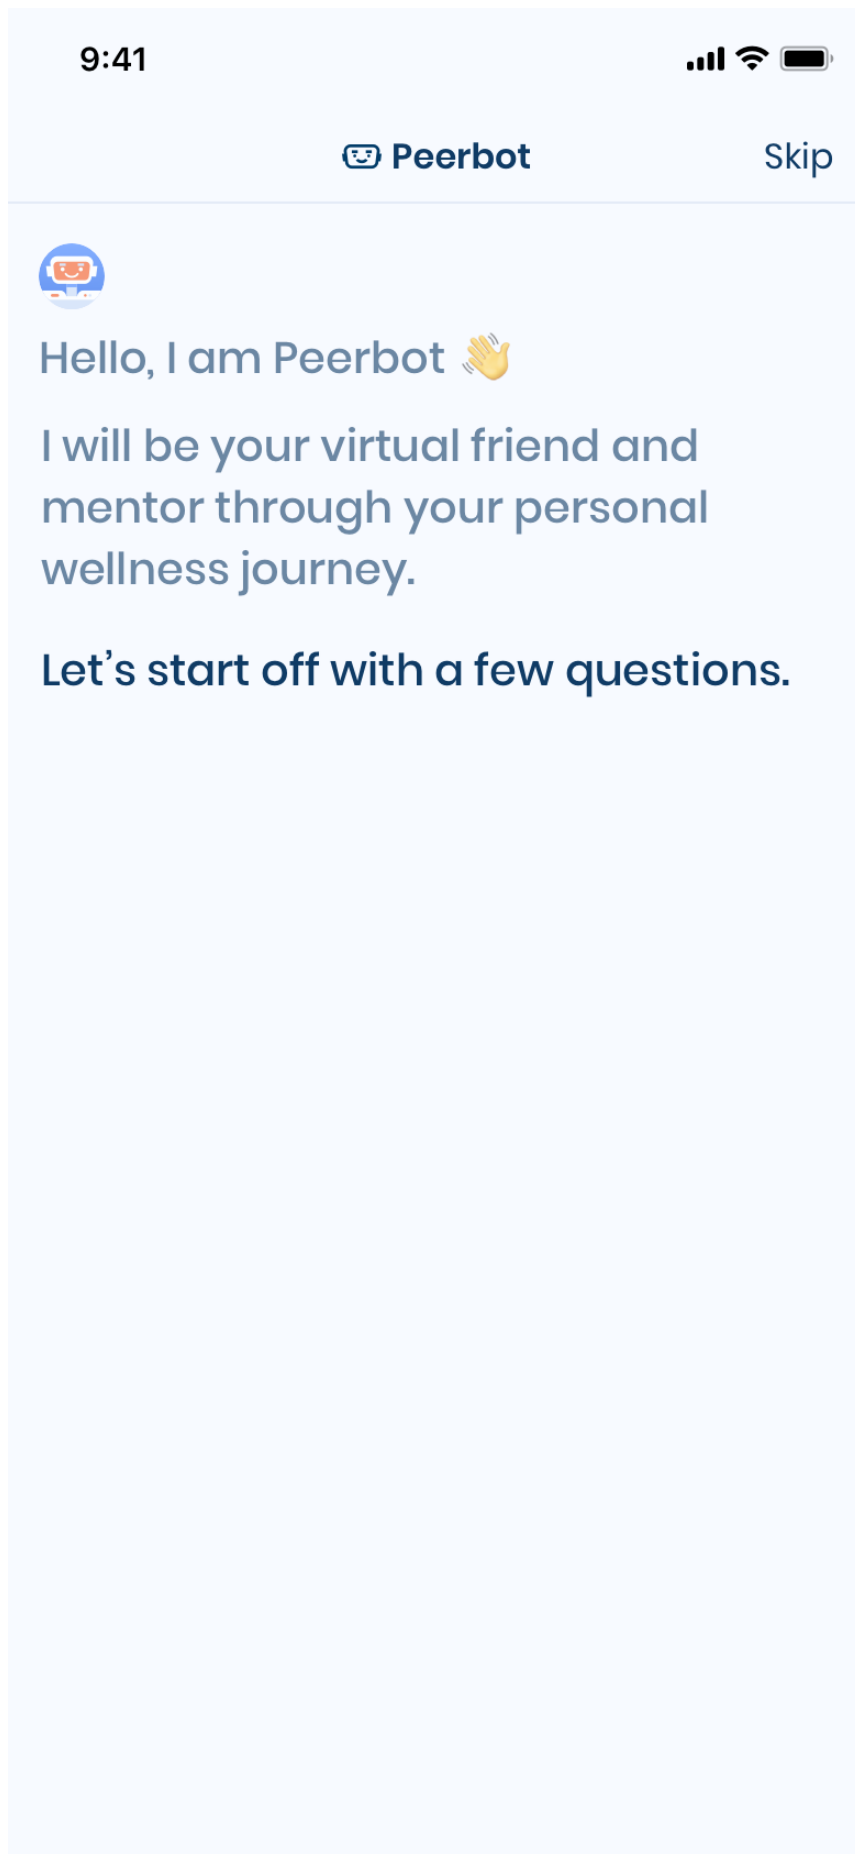 9:41
Peerbot
Skip
Hello, I am Peerbot 👋
I will be your virtual friend and
mentor through your personal
wellness journey.
Let’s start off with a few questions.